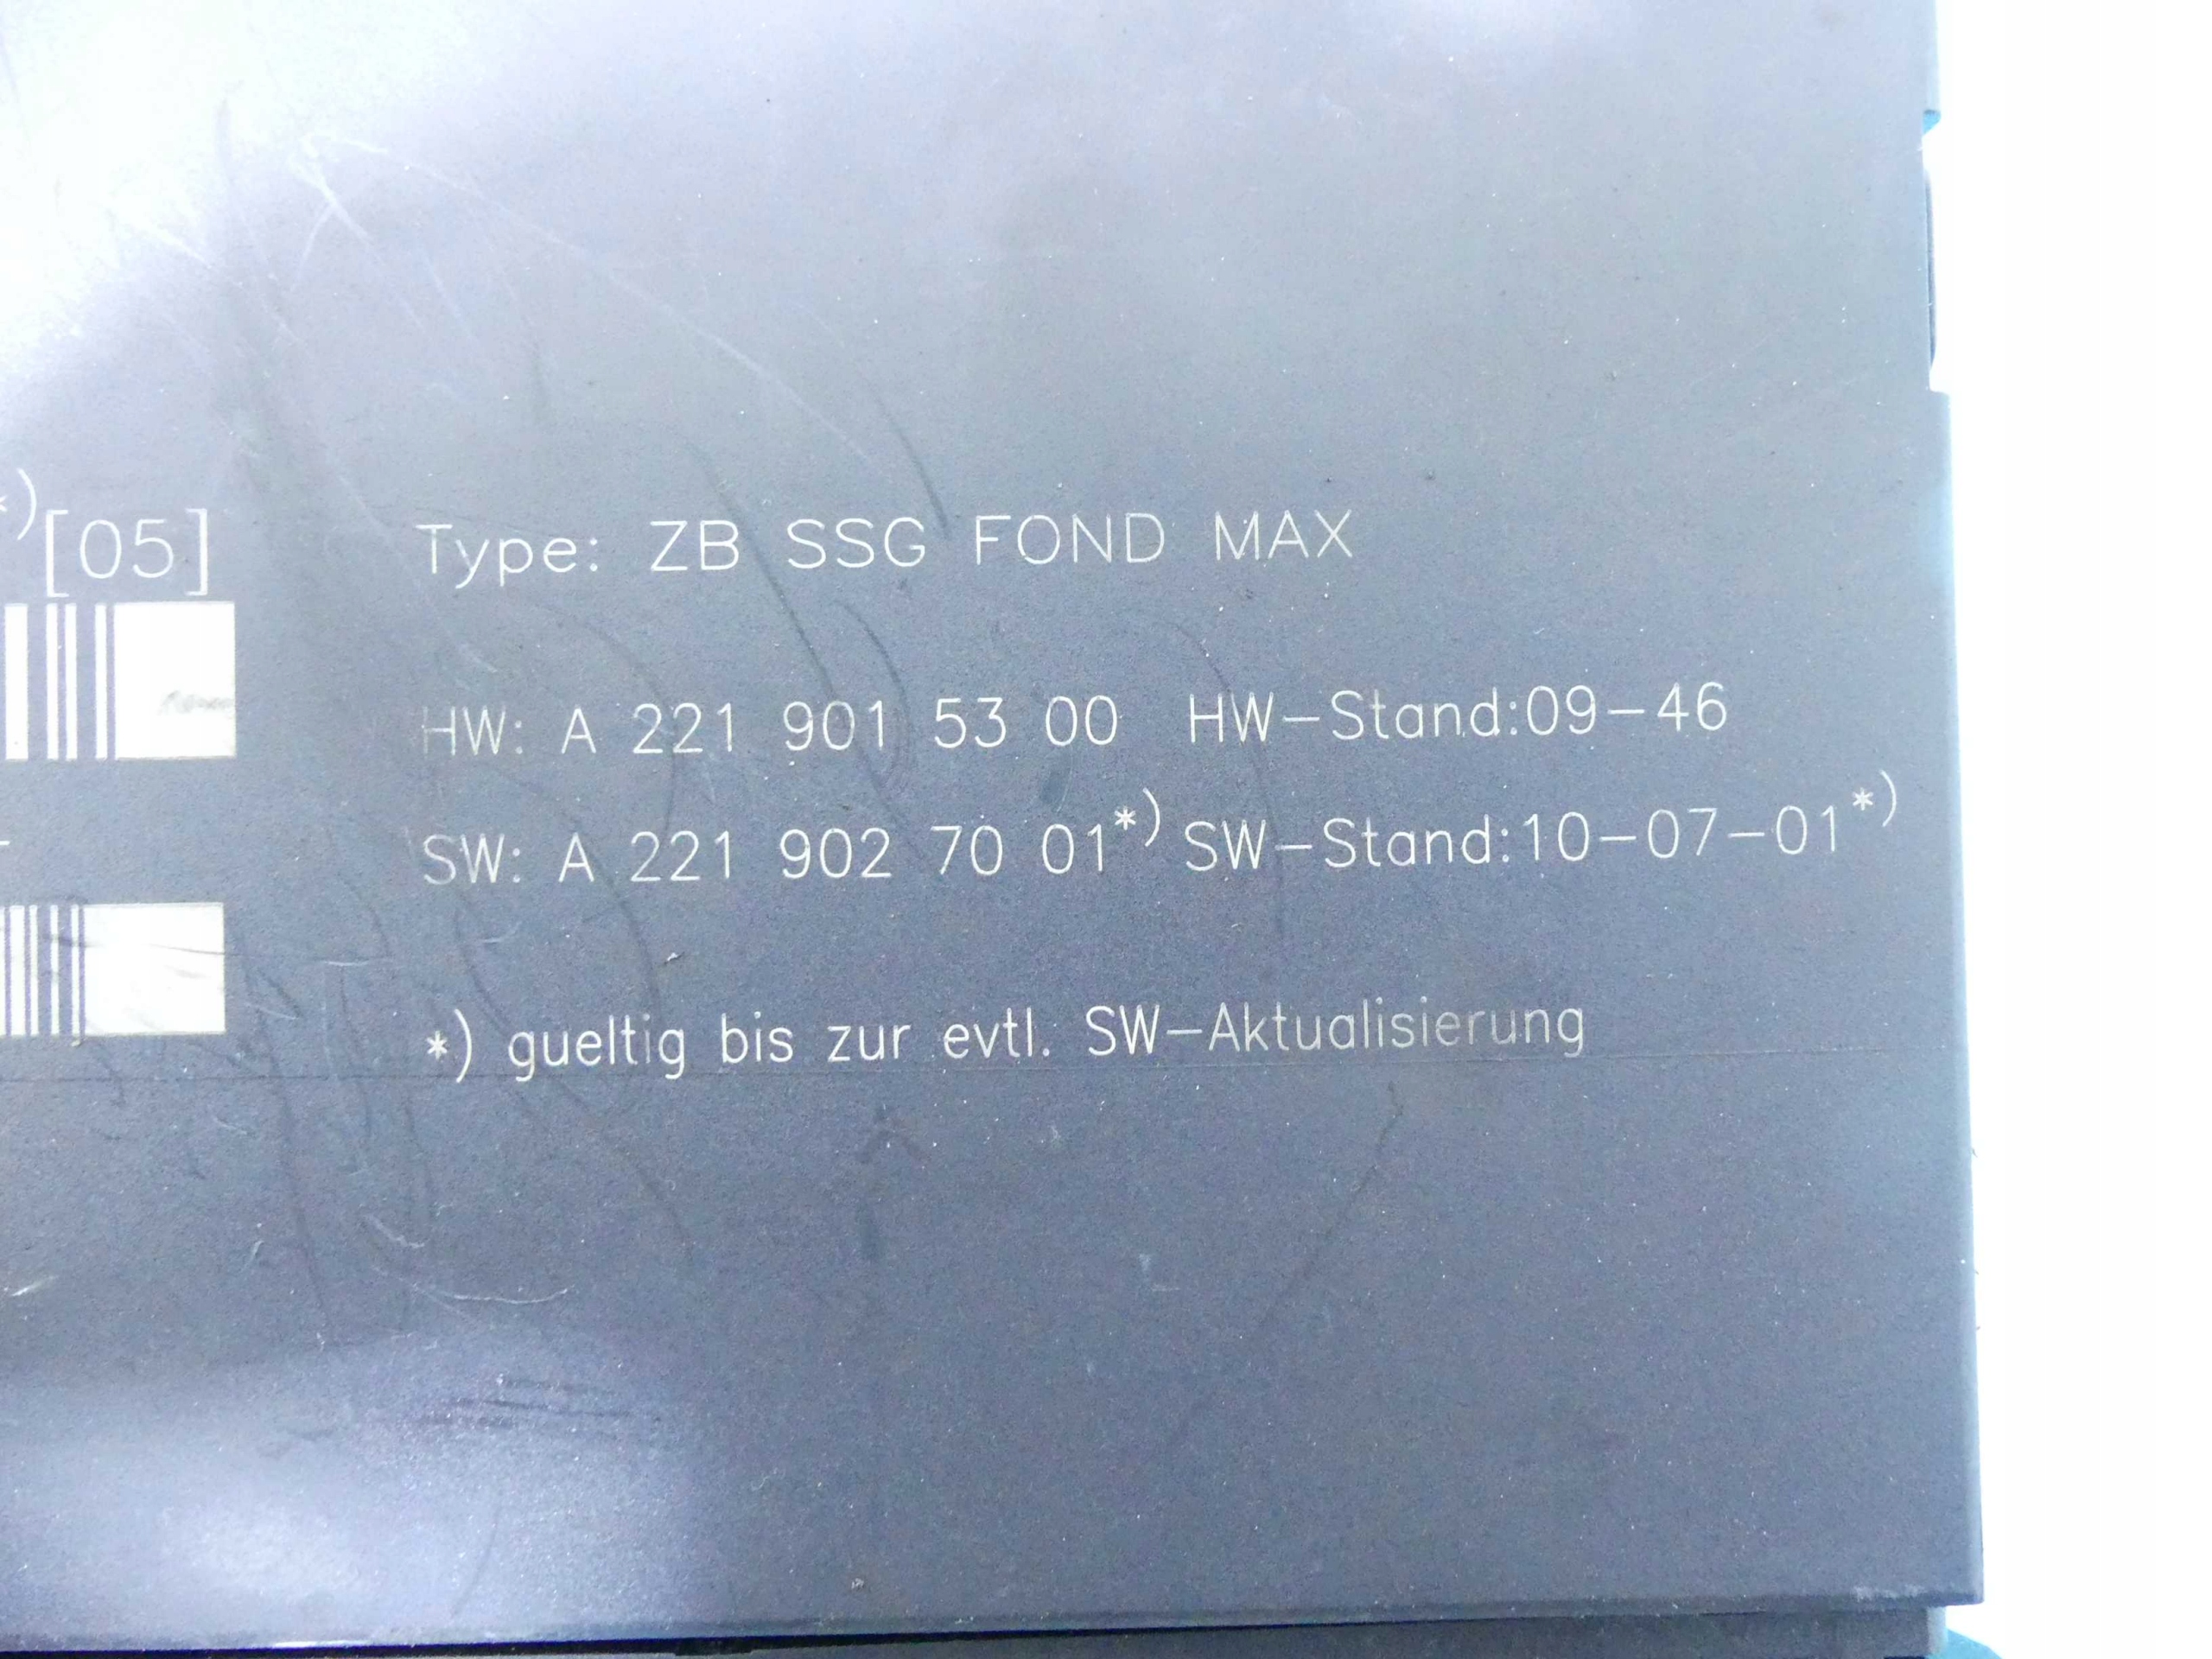 *)[05]
Type: ZB SSG FOND MAX
HW: A 221 901 53 00 HW-Stand:09-46
SW: A 221 902 70 01*) SW-Stand:10-07-01*)
*) gueltig bis zur evtl. SW-Aktualisierung